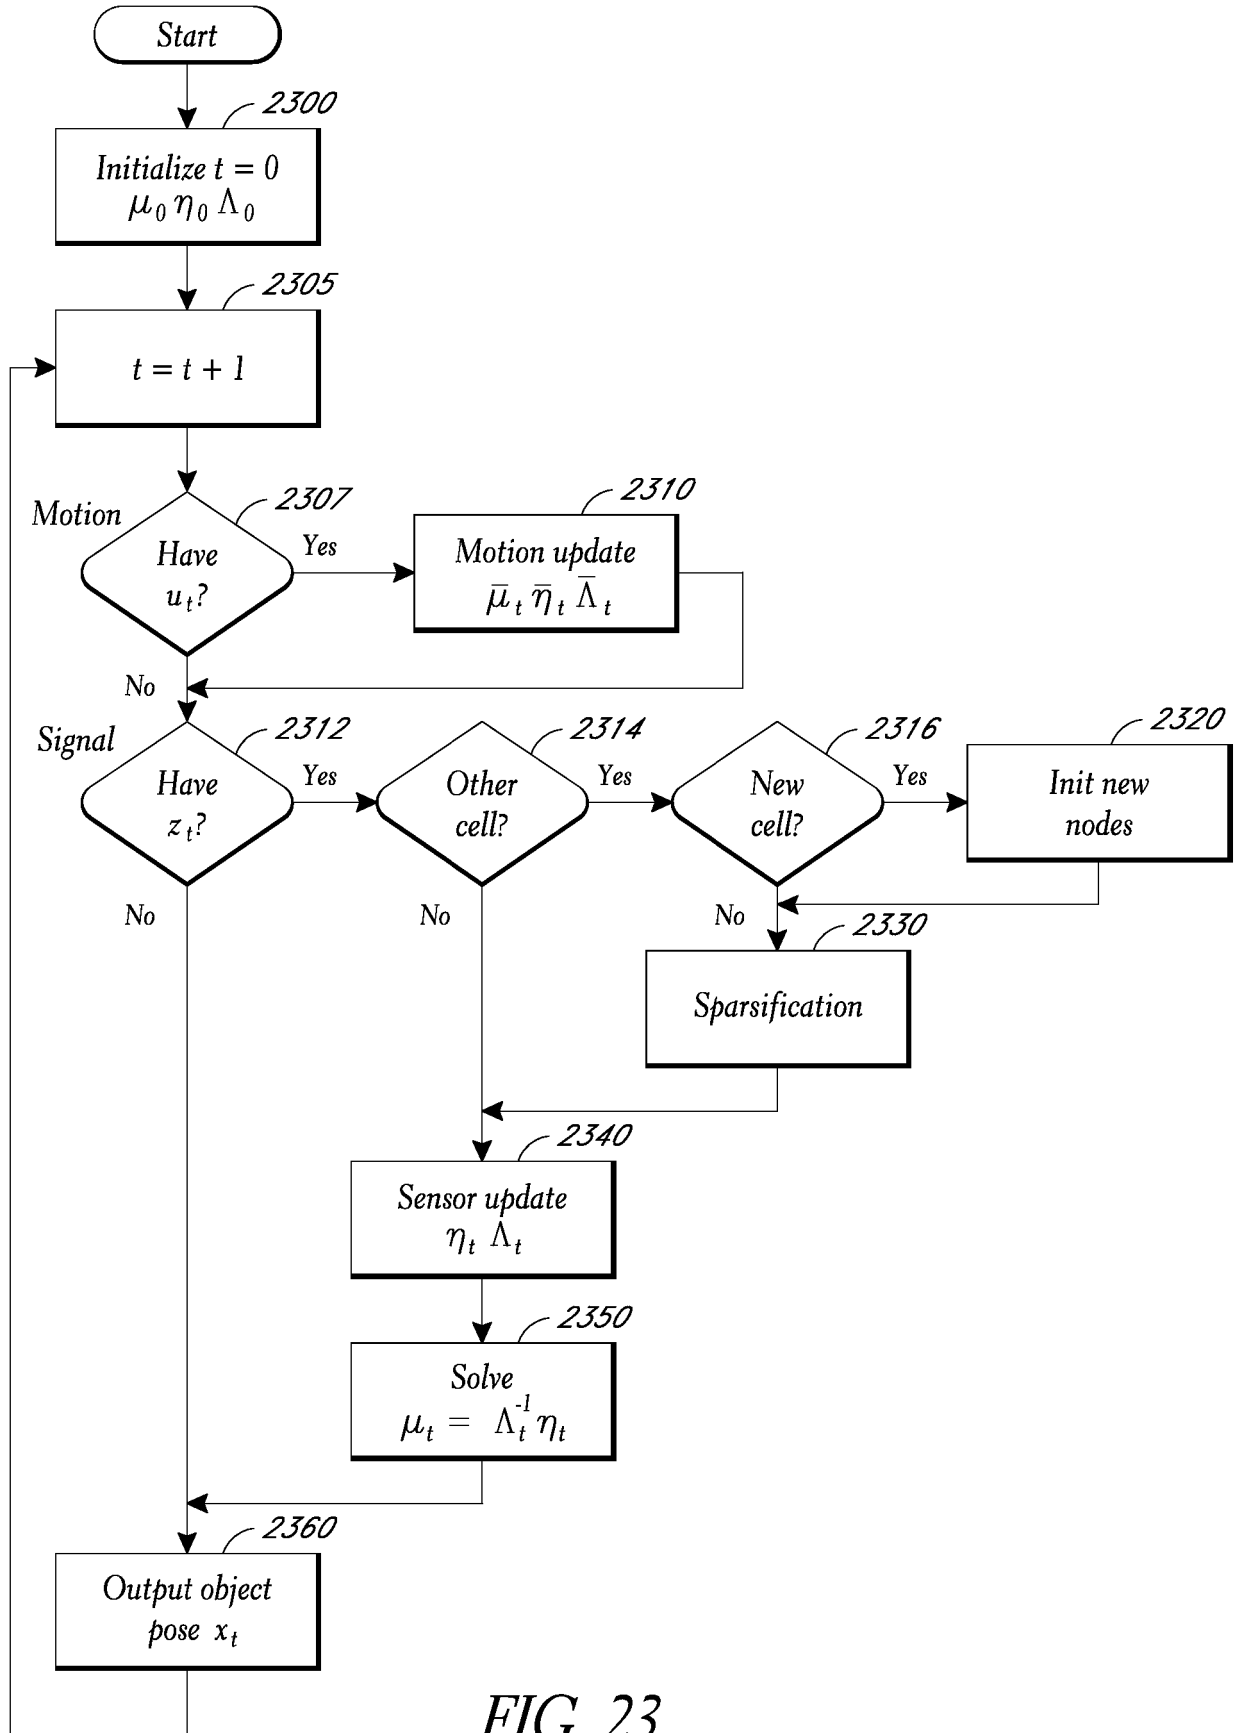 Start
2300
Initialize t = 0
μ₀ η₀ Λ₀
2305
t = t + 1
Motion
2307
Have
uₜ?
Yes
No
2310
Motion update
μ̅ₜ η̅ₜ Λ̅ₜ
Signal
2312
Have
zₜ?
Yes
No
2314
Other
cell?
Yes
No
2316
New
cell?
Yes
No
2320
Init new
nodes
2330
Sparsification
2340
Sensor update
ηₜ Λₜ
2350
Solve
μₜ = Λₜ⁻¹ ηₜ
2360
Output object
pose xₜ
FIG. 23